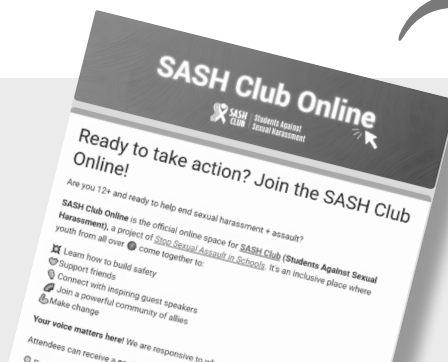 SASH Club Online
SASH
CLUB
Students Against
Sexual Harassment
Ready to take action? Join the SASH Club
Online!
Are you 12+ and ready to help end sexual harassment + assault?
SASH Club Online is the official online space for SASH Club (Students Against Sexual
Harassment), a project of Stop Sexual Assault in Schools. It's an inclusive place where
youth from all over 🌎 come together to:
Learn how to build safety
Support friends
Connect with inspiring guest speakers
Join a powerful community of allies
Make change
Your voice matters here! We are responsive to
Attendees can receive a